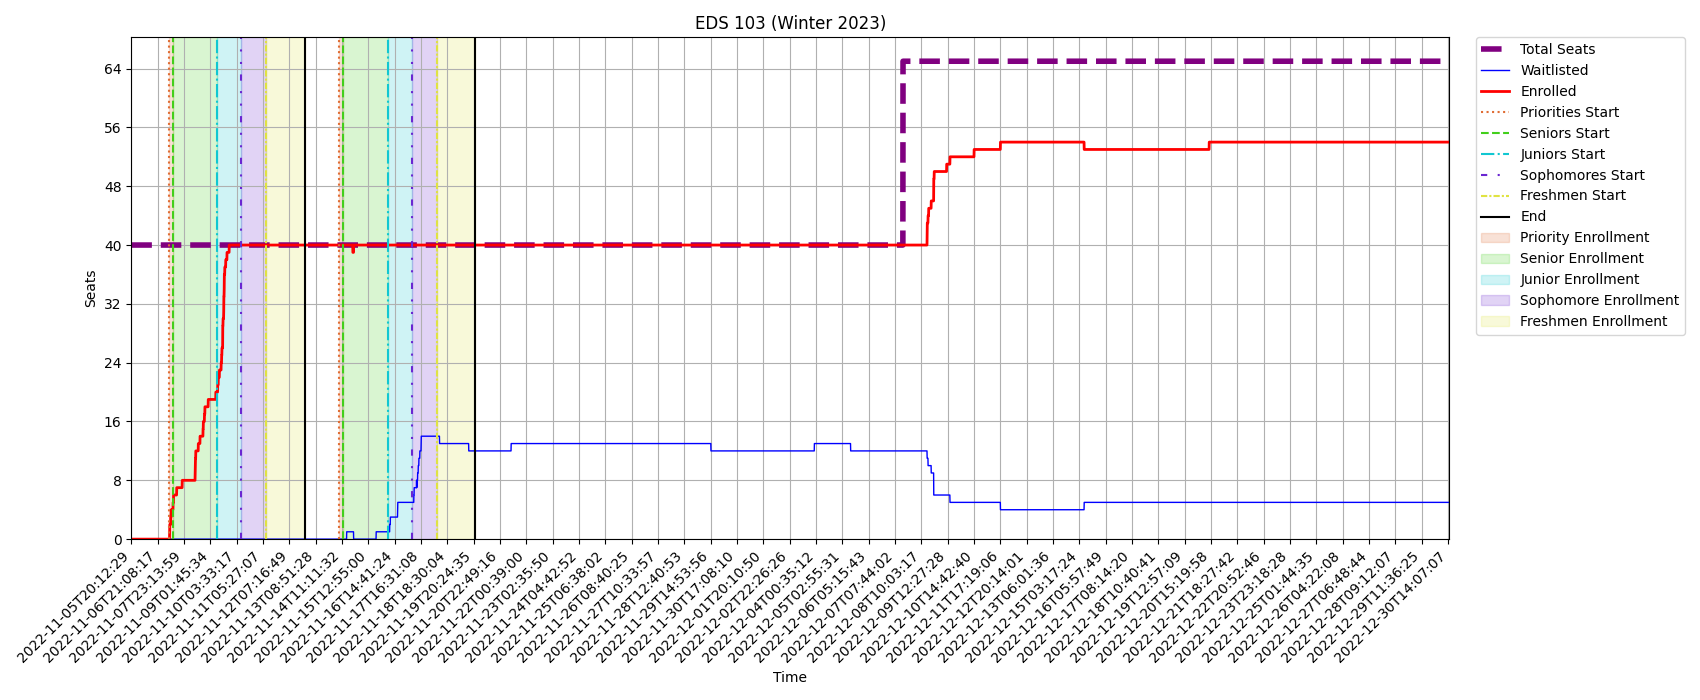 EDS 103 (Winter 2023)
Total Seats
Waitlisted
Enrolled
Priorities Start
Seniors Start
Juniors Start
Sophomores Start
Freshmen Start
End
Priority Enrollment
Senior Enrollment
Junior Enrollment
Sophomore Enrollment
Freshmen Enrollment
Seats
64
56
48
40
32
24
16
8
0
2022-11-05T20:12:29
2022-11-06T21:08:17
2022-11-07T23:13:59
2022-11-09T01:45:34
2022-11-10T03:33:17
2022-11-11T05:27:07
2022-11-12T07:16:49
2022-11-13T08:51:28
2022-11-14T11:11:32
2022-11-15T12:55:00
2022-11-16T14:41:24
2022-11-17T16:31:08
2022-11-18T18:30:04
2022-11-19T20:24:35
2022-11-20T22:49:16
2022-11-22T00:39:00
2022-11-23T02:35:50
2022-11-24T04:42:52
2022-11-25T06:38:02
2022-11-26T08:40:25
2022-11-27T10:33:57
2022-11-28T12:40:53
2022-11-29T14:53:56
2022-11-30T17:08:10
2022-12-01T20:10:50
2022-12-02T22:26:26
2022-12-04T00:35:12
2022-12-05T02:55:31
2022-12-06T05:15:43
2022-12-07T07:44:02
2022-12-08T10:03:17
2022-12-09T12:27:28
2022-12-10T14:42:40
2022-12-11T17:19:06
2022-12-12T20:14:01
2022-12-13T06:01:36
2022-12-15T03:17:24
2022-12-16T05:57:49
2022-12-17T08:14:20
2022-12-18T10:40:41
2022-12-19T12:57:09
2022-12-20T15:19:58
2022-12-21T18:27:42
2022-12-22T20:52:46
2022-12-23T23:18:28
2022-12-25T01:44:35
2022-12-26T04:22:08
2022-12-27T06:48:44
2022-12-28T09:12:07
2022-12-29T11:36:25
2022-12-30T14:07:07
Time